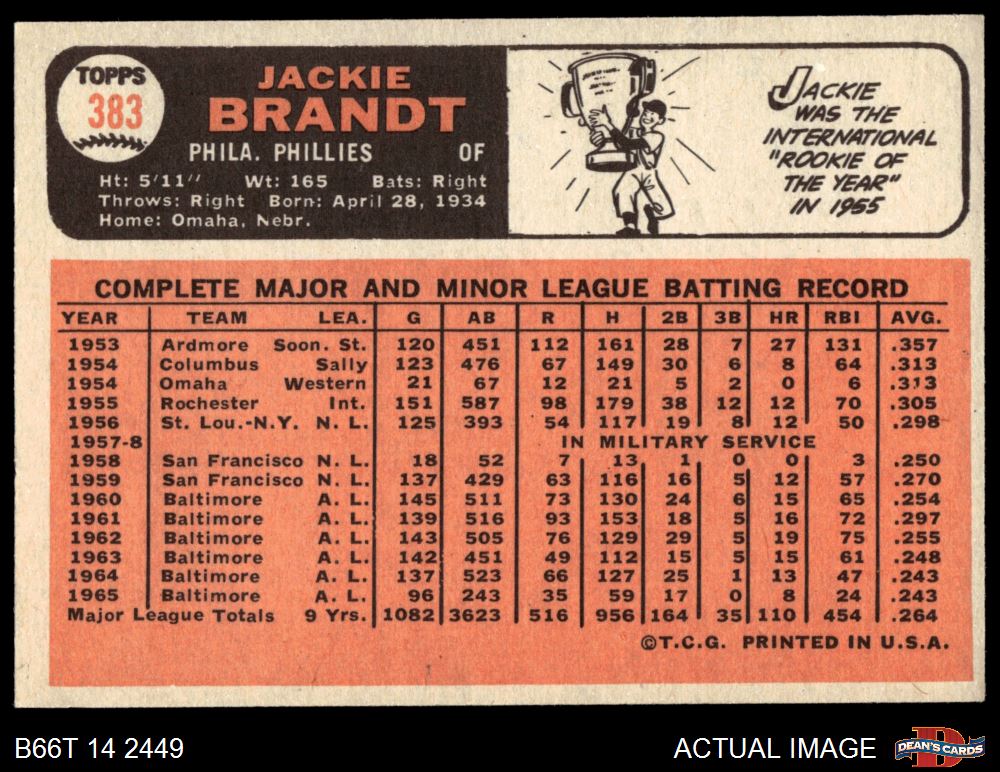 TOPPS
383
JACKIE
BRANDT
PHILA. PHILLIES OF
Ht: 5'11" Wt: 165 Bats: Right
Throws: Right Born: April 28, 1934
Home: Omaha, Nebr.
JACKIE
WAS THE
INTERNATIONAL
"ROOKIE OF
THE YEAR"
IN 1955
COMPLETE MAJOR AND MINOR LEAGUE BATTING RECORD
YEAR TEAM LEA. G AB R H 2B 3B HR RBI AVG.
1953 Ardmore Soon. St. 120 451 112 161 28 7 27 131 .357
1954 Columbus Sally 123 476 67 149 30 6 8 64 .313
1954 Omaha Western 21 67 12 21 5 2 0 6 .313
1955 Rochester Int. 151 587 98 179 38 12 12 70 .305
1956 St. Lou.-N.Y. N. L. 125 393 54 117 19 8 12 50 .298
1957-8 IN MILITARY SERVICE
1958 San Francisco N. L. 18 52 7 13 1 0 0 3 .250
1959 San Francisco N. L. 137 429 63 116 16 5 12 57 .270
1960 Baltimore A. L. 145 511 73 130 24 6 15 65 .254
1961 Baltimore A. L. 139 516 93 153 18 5 16 72 .297
1962 Baltimore A. L. 143 505 76 129 29 5 19 75 .255
1963 Baltimore A. L. 142 451 49 112 15 5 15 61 .248
1964 Baltimore A. L. 137 523 66 127 25 1 13 47 .243
1965 Baltimore A. L. 96 243 35 59 17 0 8 24 .243
Major League Totals 9 Yrs. 1082 3623 516 956 164 35 110 454 .264
©T.C.G. PRINTED IN U.S.A.
B66T 14 2449
ACTUAL IMAGE
DEAN'S CARDS